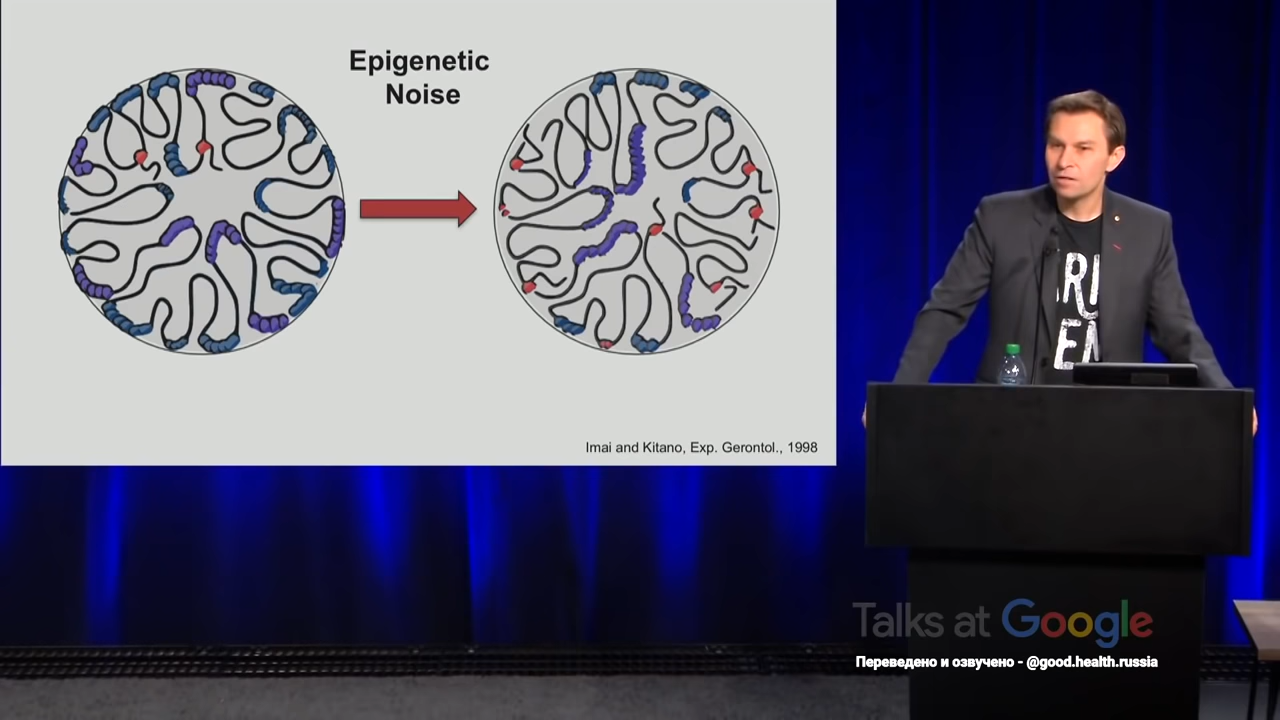 Epigenetic
Noise
Imai and Kitano, Exp. Gerontol., 1998
Talks at Google
Переведено и озвучено - @good.health.russia